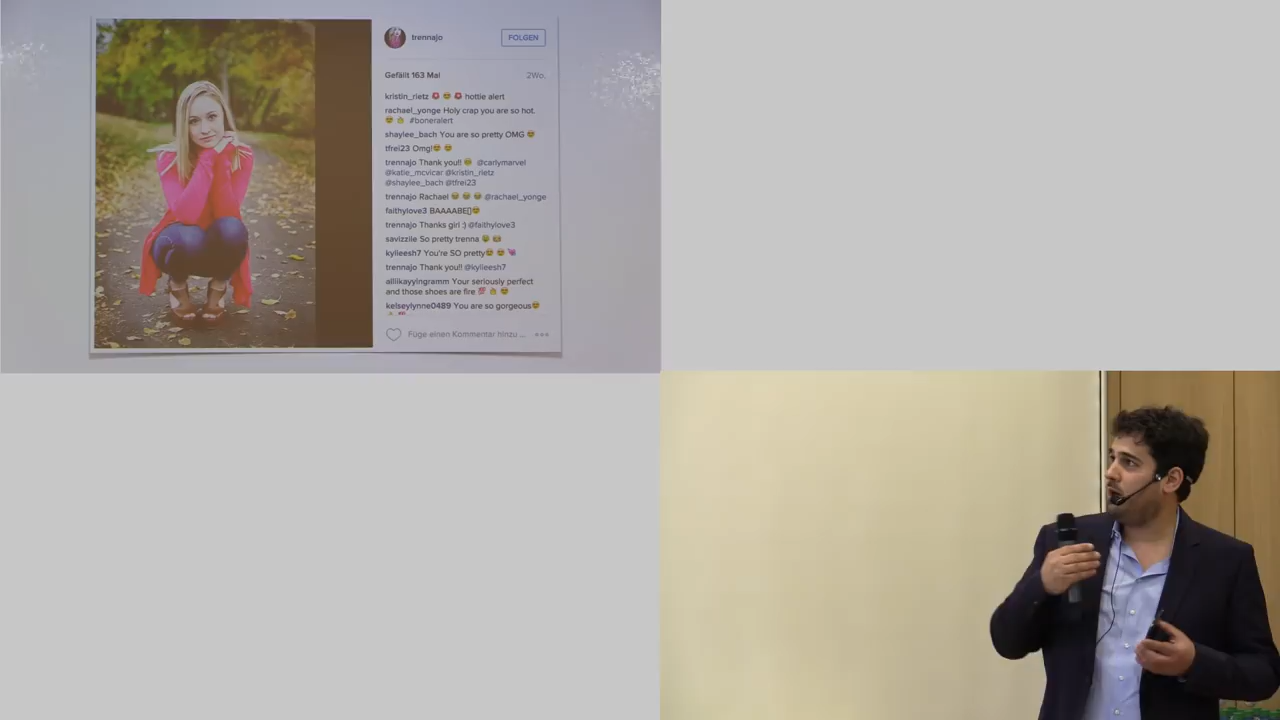 trennajo
FOLGEN
Gefällt 163 Mal
2Wo.
kristin_rietz hottie alert
rachael_yonge Holy crap you are so hot.
#boneralert
shaylee_bach You are so pretty OMG
tfrei23 Omg!
trennajo Thank you!! @carlymarvel
@katie_mcvicar @kristin_rietz
@shaylee_bach @tfrei23
trennajo Rachael @rachael_yonge
faithylove3 BAAAABE
trennajo Thanks girl :) @faithylove3
savizzlle So pretty trenna
kylieesh7 You're SO pretty
trennajo Thank you!! @kylieesh7
alllikayyingramm Your seriously perfect
and those shoes are fire
kelseylynne0489 You are so gorgeous
Füge einen Kommentar hinzu ...